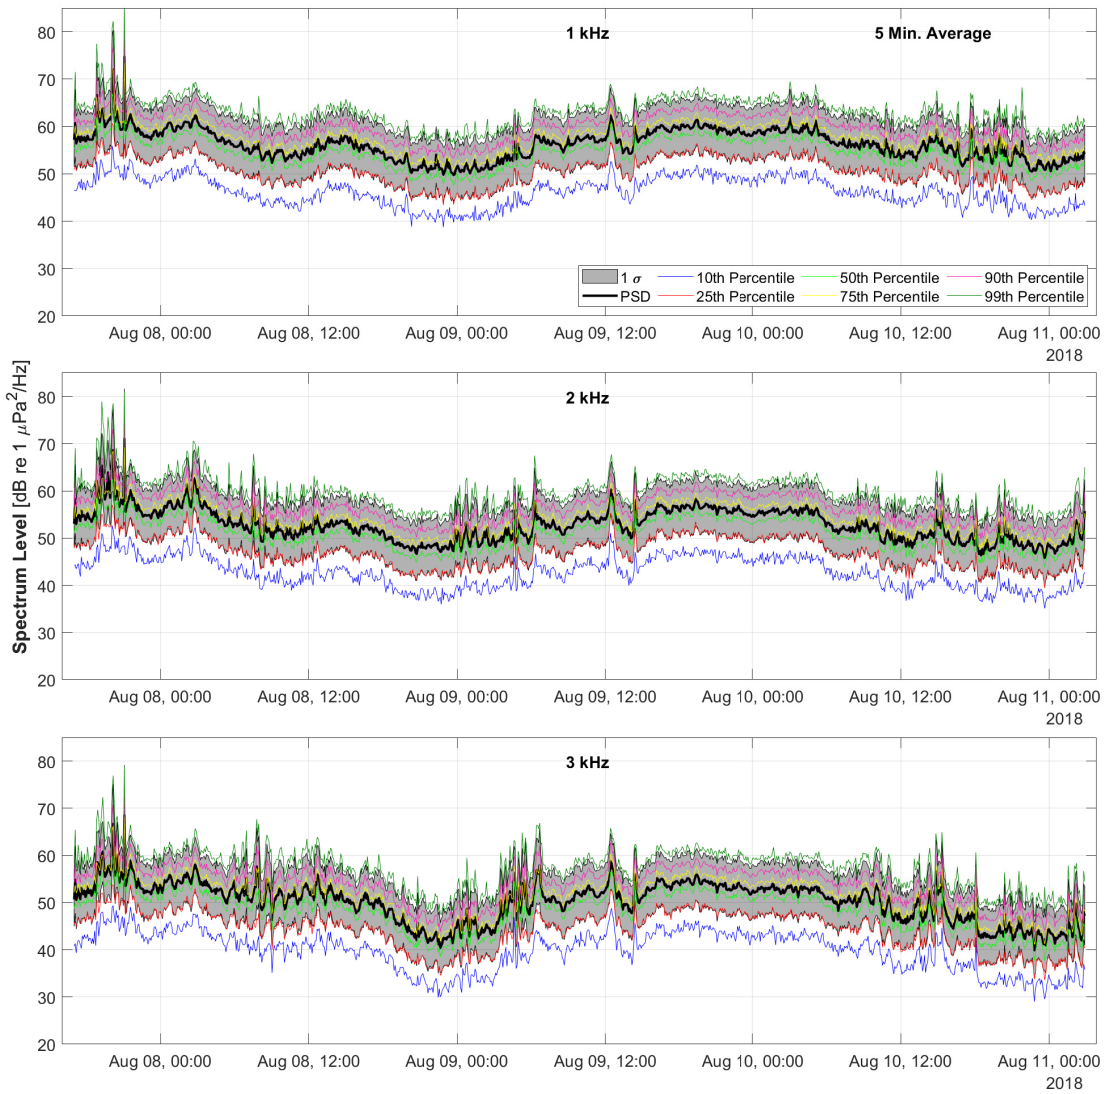 80
1 kHz
5 Min. Average
70
60
50
40
30
1 σ
10th Percentile
50th Percentile
90th Percentile
PSD
25th Percentile
75th Percentile
99th Percentile
20
Aug 08, 00:00
Aug 08, 12:00
Aug 09, 00:00
Aug 09, 12:00
Aug 10, 00:00
Aug 10, 12:00
Aug 11, 00:00
2018
Spectrum Level [dB re 1 μPa²/Hz]
80
2 kHz
70
60
50
40
30
20
Aug 08, 00:00
Aug 08, 12:00
Aug 09, 00:00
Aug 09, 12:00
Aug 10, 00:00
Aug 10, 12:00
Aug 11, 00:00
2018
80
3 kHz
70
60
50
40
30
20
Aug 08, 00:00
Aug 08, 12:00
Aug 09, 00:00
Aug 09, 12:00
Aug 10, 00:00
Aug 10, 12:00
Aug 11, 00:00
2018